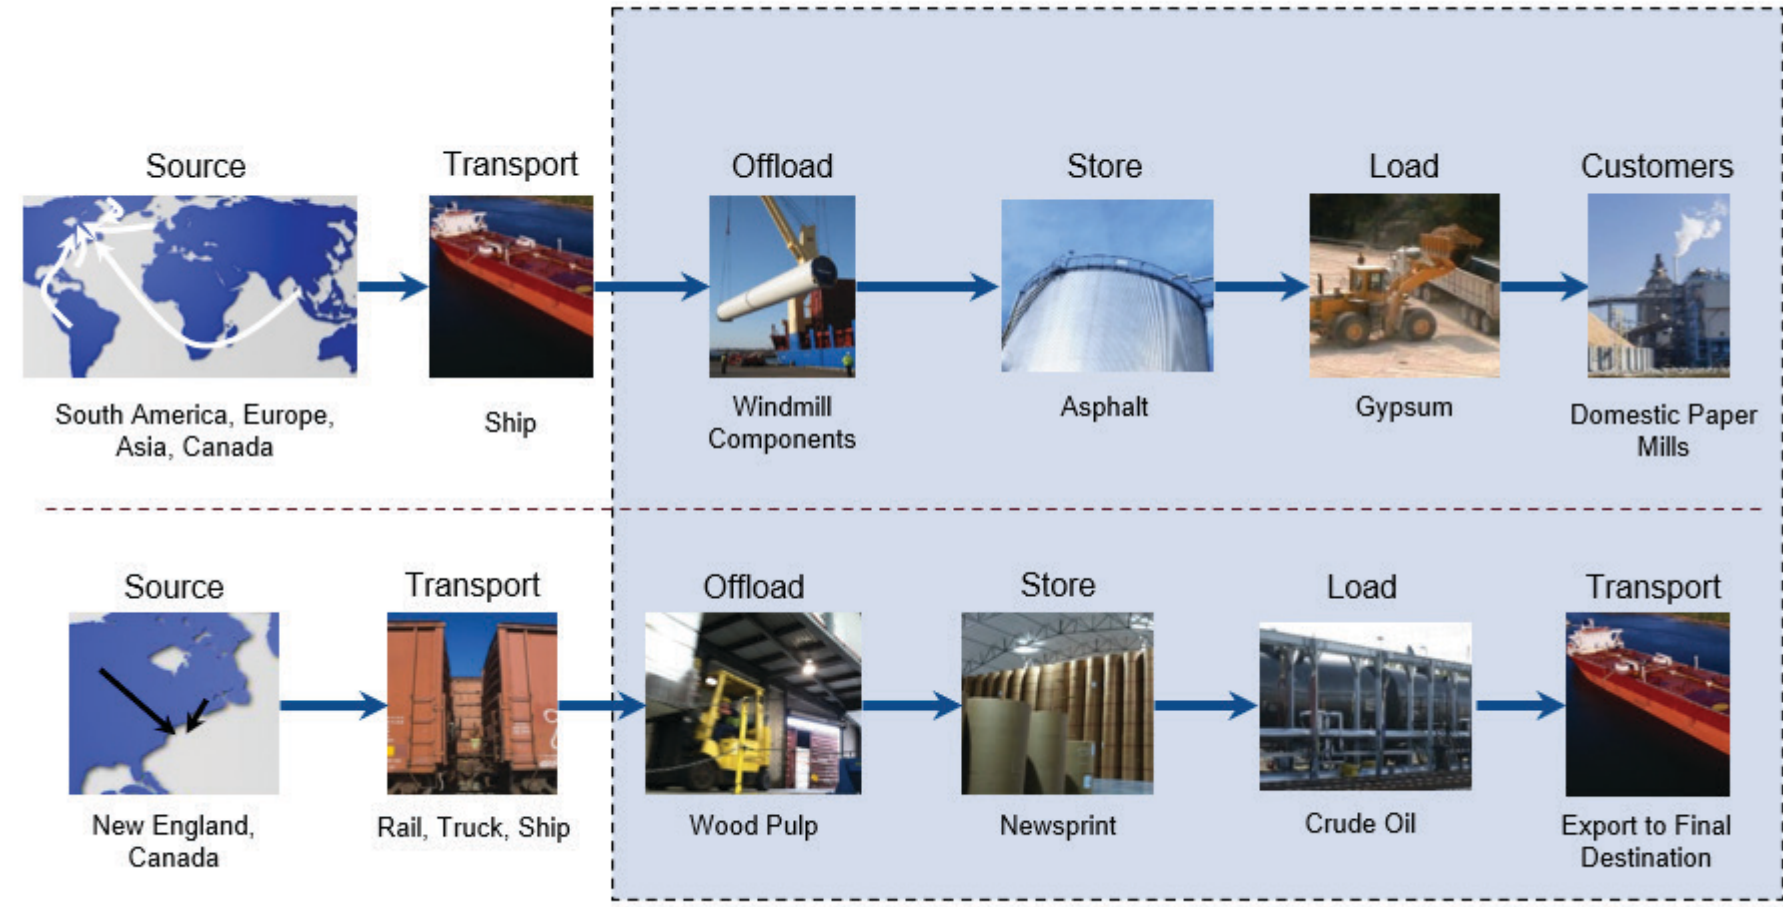 Source
Transport
Offload
Store
Load
Customers
South America, Europe,
Asia, Canada
Ship
Windmill
Components
Asphalt
Gypsum
Domestic Paper
Mills
Source
Transport
Offload
Store
Load
Transport
New England,
Canada
Rail, Truck, Ship
Wood Pulp
Newsprint
Crude Oil
Export to Final
Destination